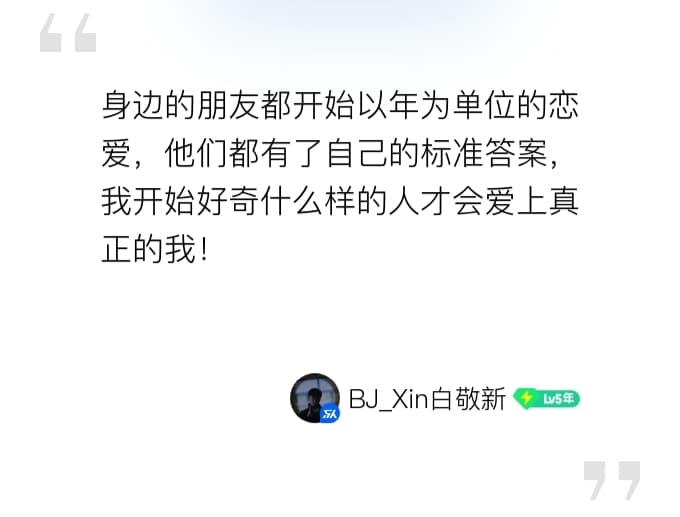 “
身边的朋友都开始以年为单位的恋
爱，他们都有了自己的标准答案，
我开始好奇什么样的人才会爱上真
正的我！
BJ_Xin白敬新 Lv5年
”